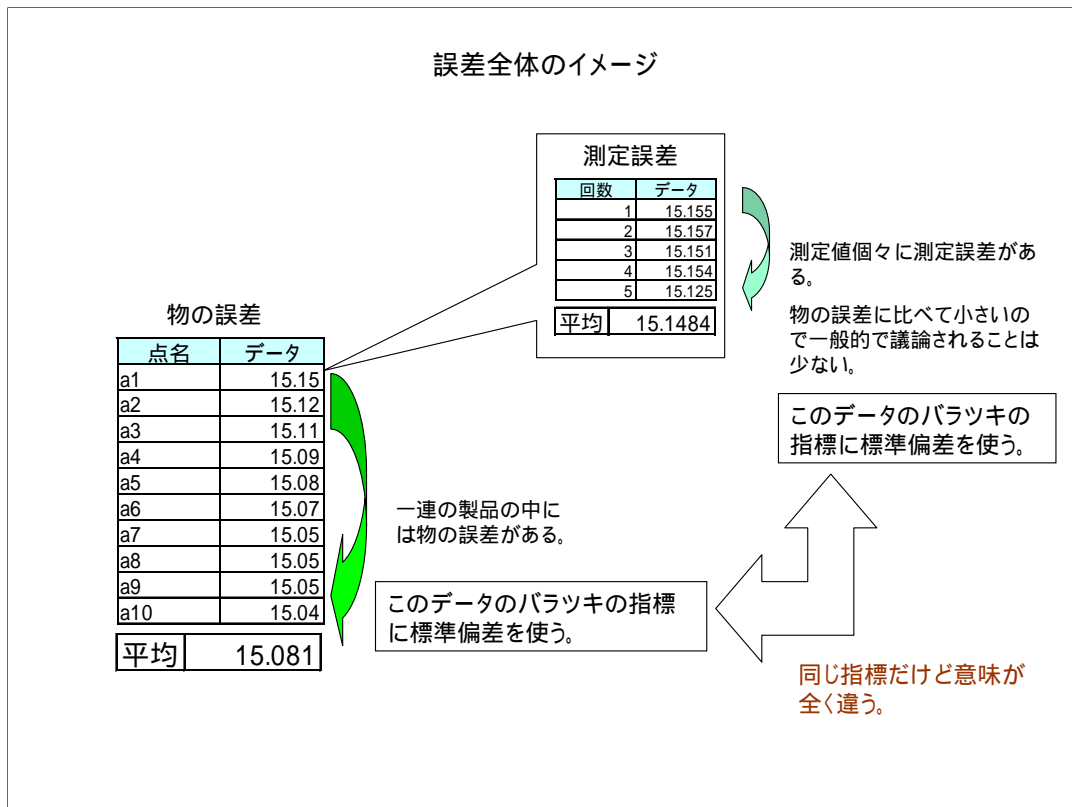 誤差全体のイメージ
測定誤差
回数 データ
1 15.155
2 15.157
3 15.151
4 15.154
5 15.125
平均 15.1484
測定値個々に測定誤差があ
る。
物の誤差に比べて小さいの
で一般的で議論されることは
少ない。
このデータのバラツキの
指標に標準偏差を使う。
物の誤差
点名 データ
a1 15.15
a2 15.12
a3 15.11
a4 15.09
a5 15.08
a6 15.07
a7 15.05
a8 15.05
a9 15.05
a10 15.04
平均 15.081
一連の製品の中に
は物の誤差がある。
このデータのバラツキの指標
に標準偏差を使う。
同じ指標だけど意味が
全く違う。